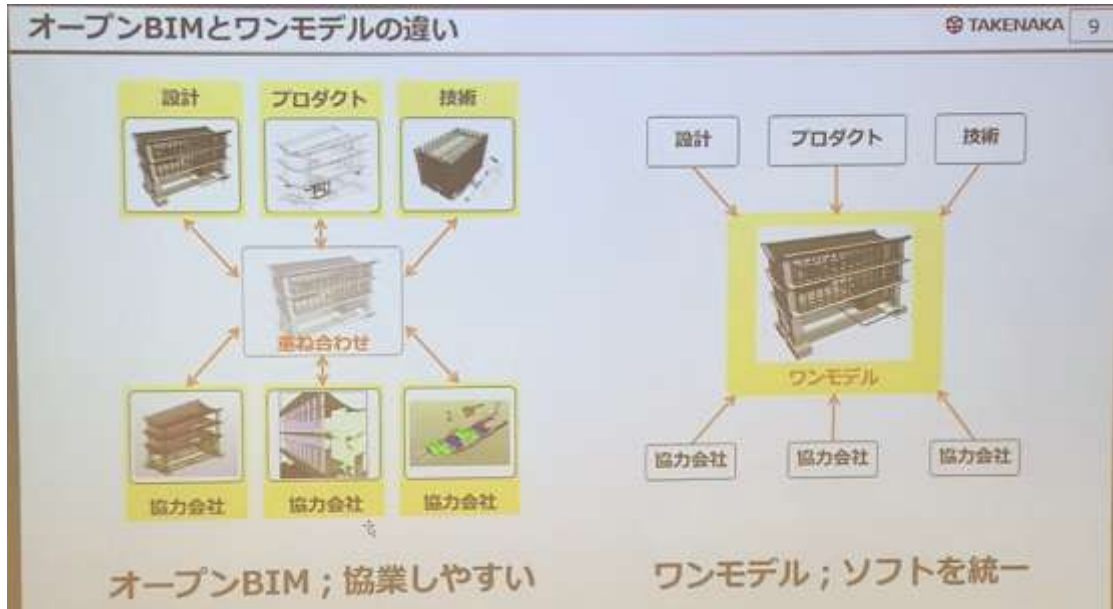 オープンBIMとワンモデルの違い
TAKENAKA 9
設計 プロダクト 技術
重ね合わせ
協力会社 協力会社 協力会社
オープンBIM;協業しやすい
設計 プロダクト 技術
ワンモデル
協力会社 協力会社 協力会社
ワンモデル;ソフトを統一